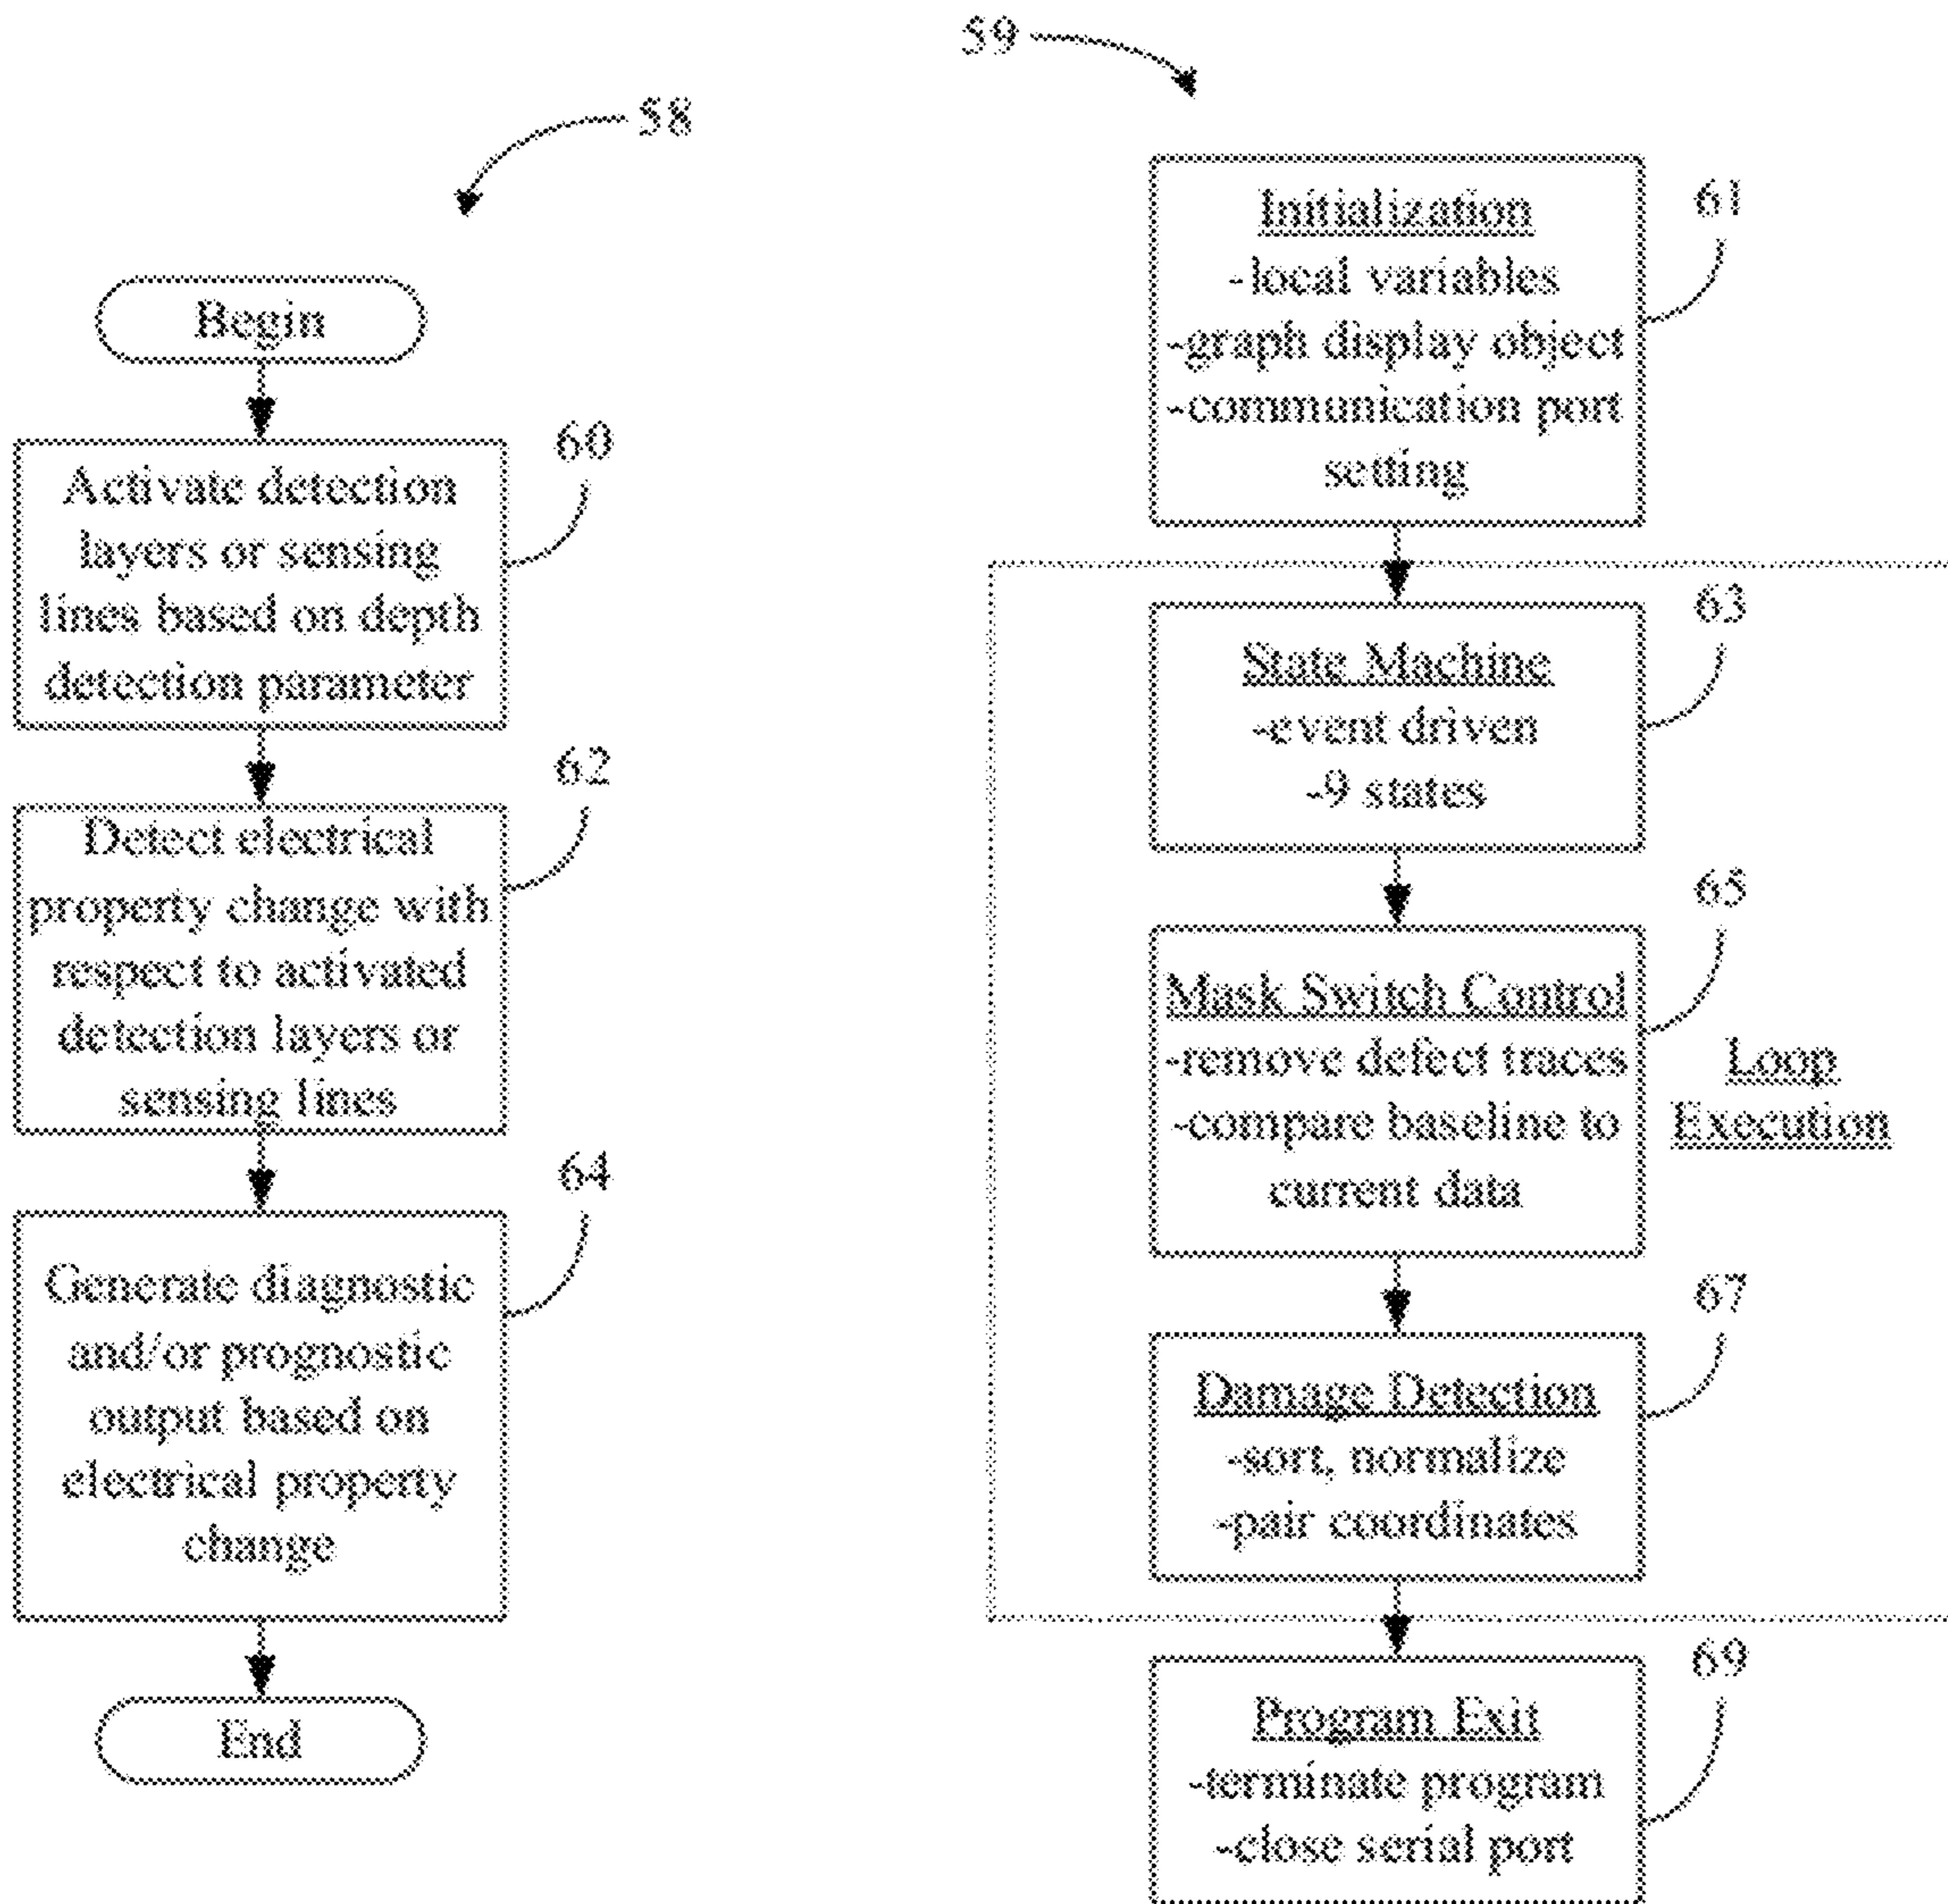 58
Begin
60
Activate detection
layers or sensing
lines based on depth
detection parameter
62
Detect electrical
property change with
respect to activated
detection layers or
sensing lines
64
Generate diagnostic
and/or prognostic
output based on
electrical property
change
End
59
61
Initialization
-local variables
-graph display object
-communication port
setting
63
State Machine
-event driven
-9 states
65
Mask Switch Control
-remove defect traces
-compare baseline to
current data
Loop
Execution
67
Damage Detection
-sort, normalize
-pair coordinates
69
Program Exit
-terminate program
-close serial port